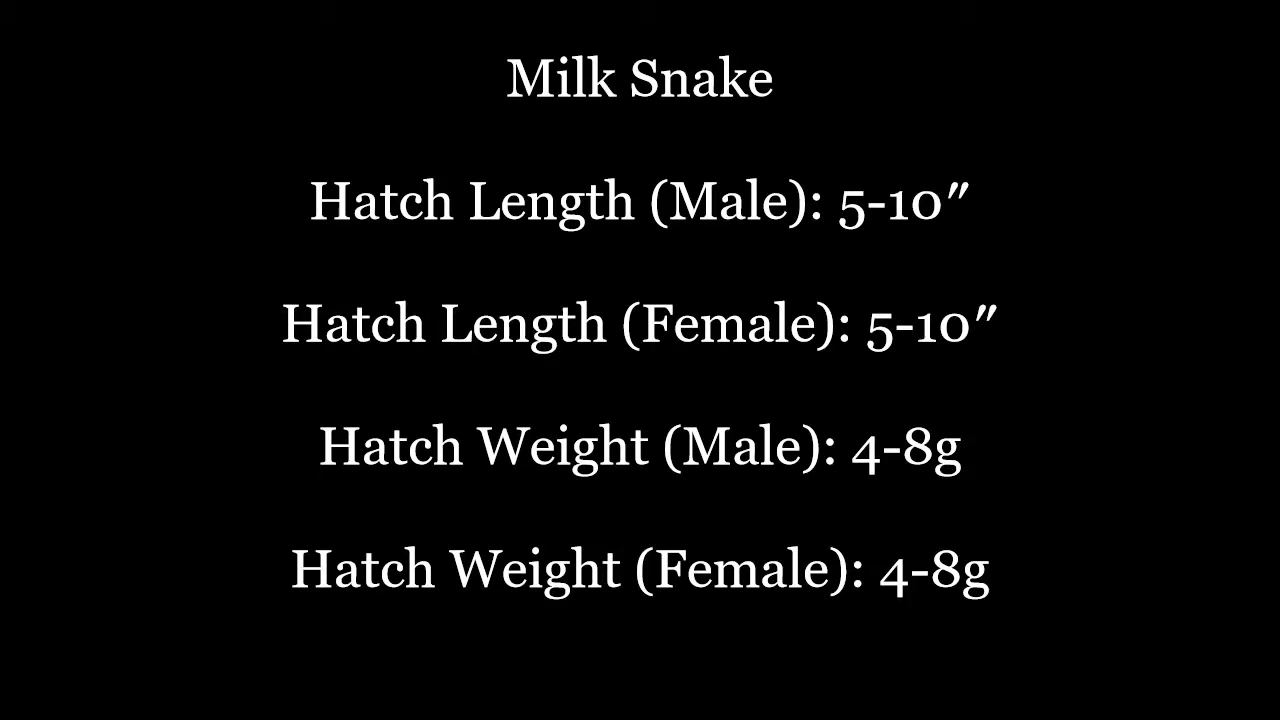 Milk Snake
Hatch Length (Male): 5-10″
Hatch Length (Female): 5-10″
Hatch Weight (Male): 4-8g
Hatch Weight (Female): 4-8g